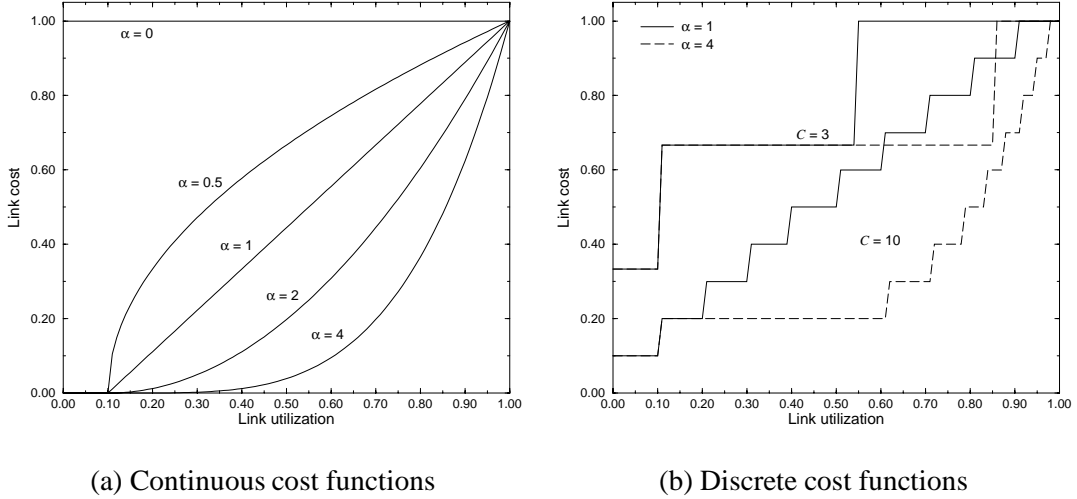 1.00
0.80
0.60
0.40
0.20
0.00
Link cost
α = 0
α = 0.5
α = 1
α = 2
α = 4
0.00 0.10 0.20 0.30 0.40 0.50 0.60 0.70 0.80 0.90 1.00
Link utilization
(a) Continuous cost functions
1.00
0.80
0.60
0.40
0.20
0.00
Link cost
α = 1
α = 4
C = 3
C = 10
0.00 0.10 0.20 0.30 0.40 0.50 0.60 0.70 0.80 0.90 1.00
Link utilization
(b) Discrete cost functions